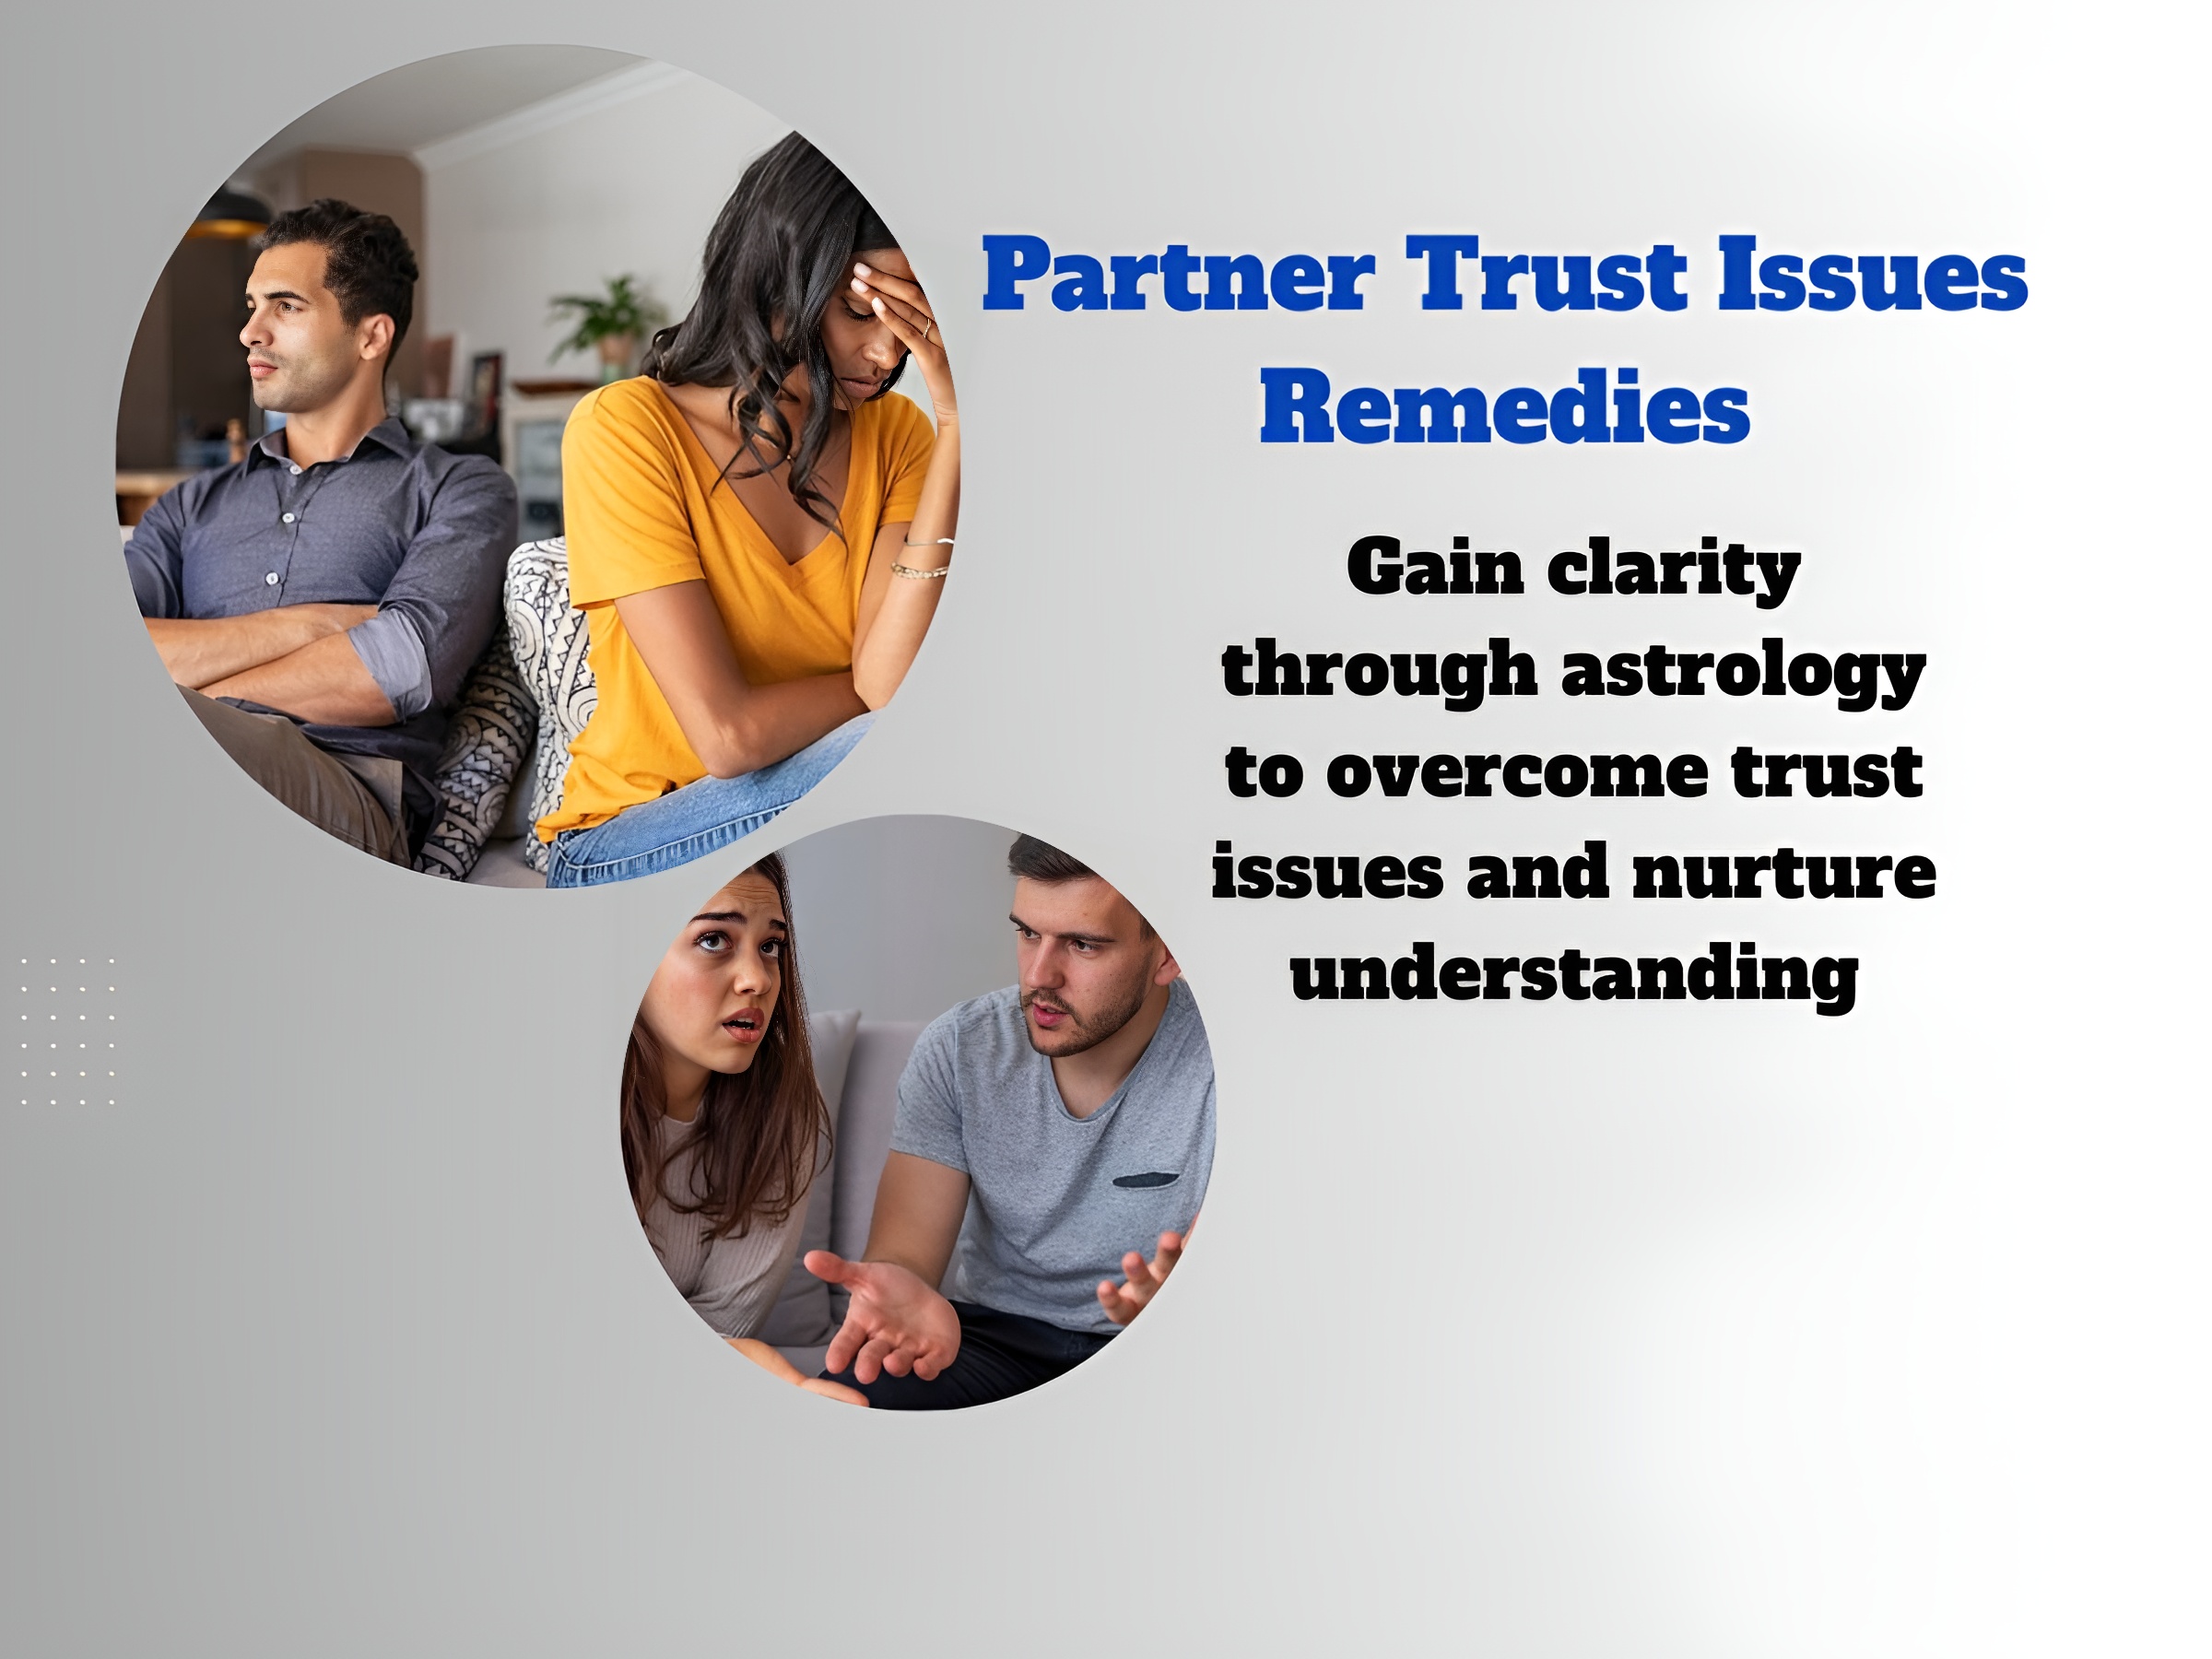 Partner Trust Issues
Remedies
Gain clarity
through astrology
to overcome trust
issues and nurture
understanding